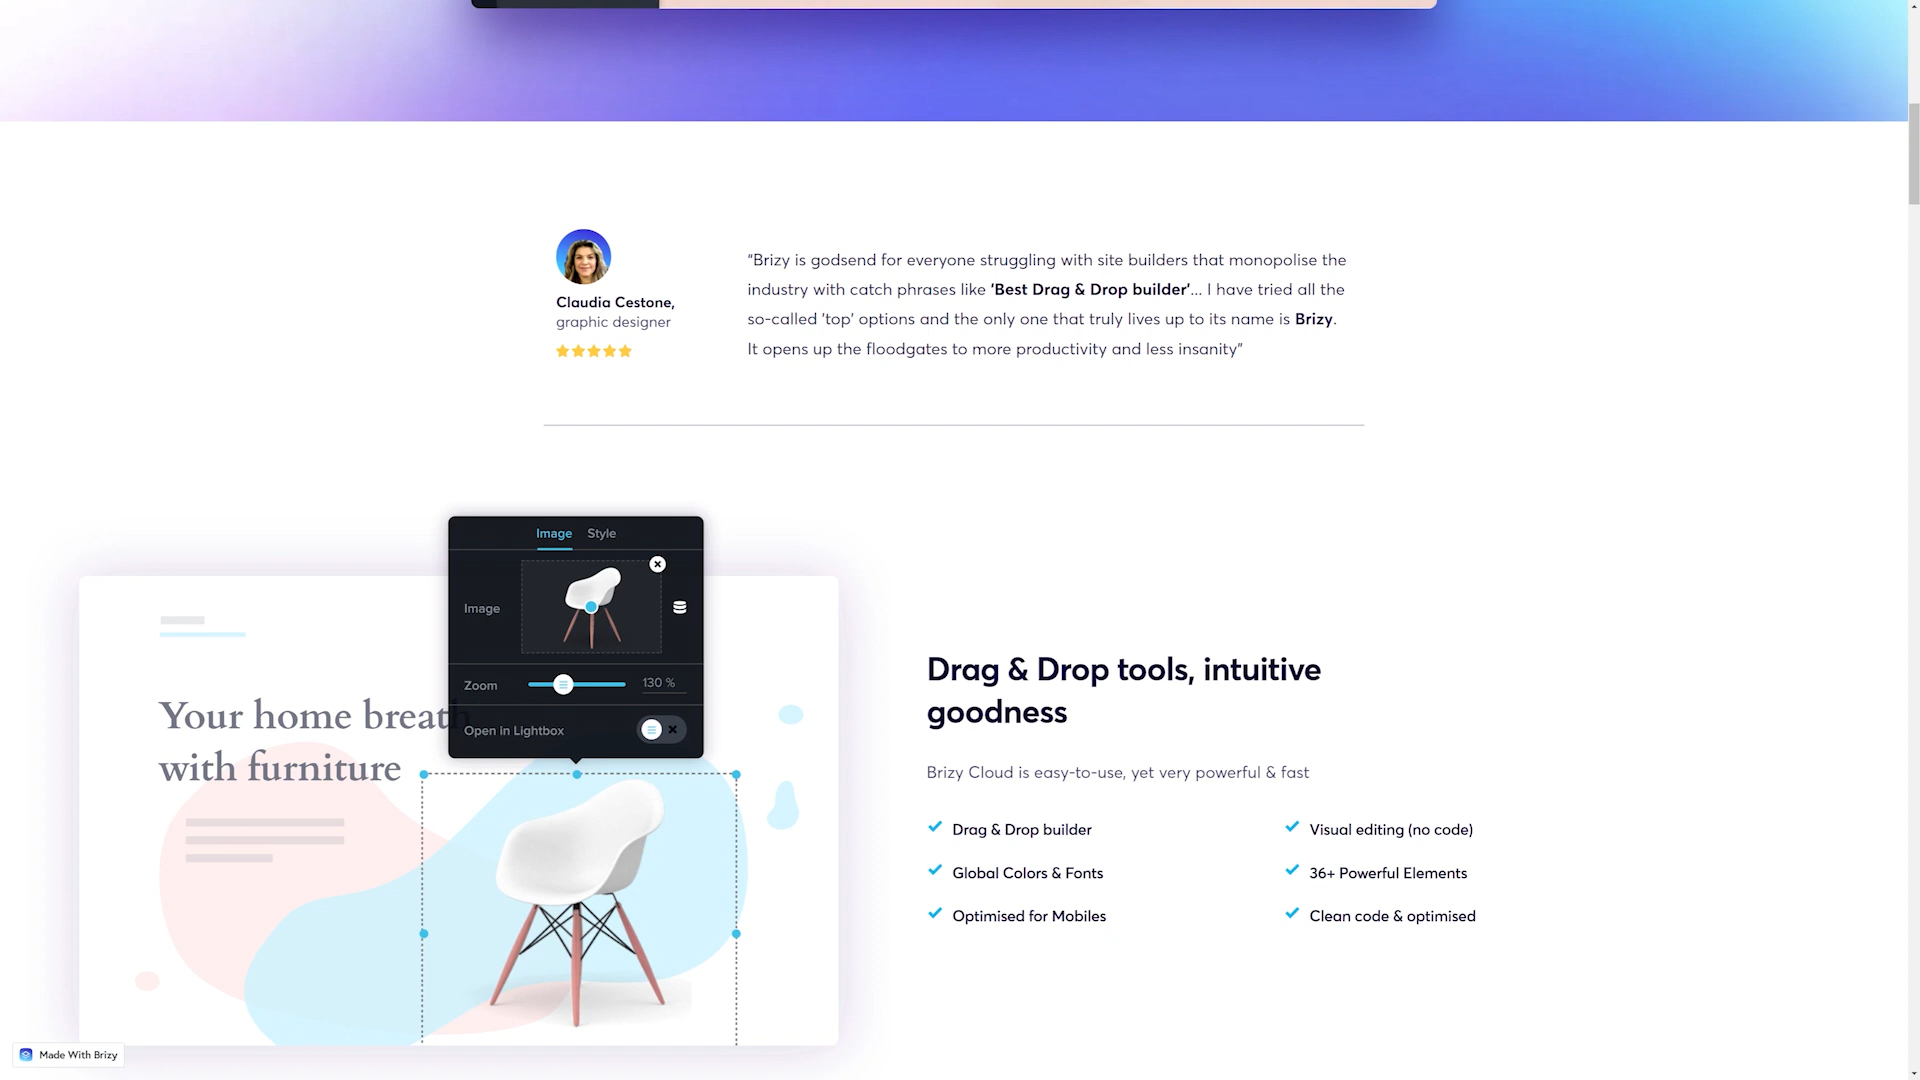 “Brizy is godsend for everyone struggling with site builders that monopolise the
industry with catch phrases like ‘Best Drag & Drop builder’... I have tried all the
so-called ‘top’ options and the only one that truly lives up to its name is Brizy.
It opens up the floodgates to more productivity and less insanity”
Claudia Cestone,
graphic designer
Image Style
Image
Zoom 130 %
Open in Lightbox
Your home breath
with furniture
Drag & Drop tools, intuitive
goodness
Brizy Cloud is easy-to-use, yet very powerful & fast
Drag & Drop builder
Visual editing (no code)
Global Colors & Fonts
36+ Powerful Elements
Optimised for Mobiles
Clean code & optimised
Made With Brizy